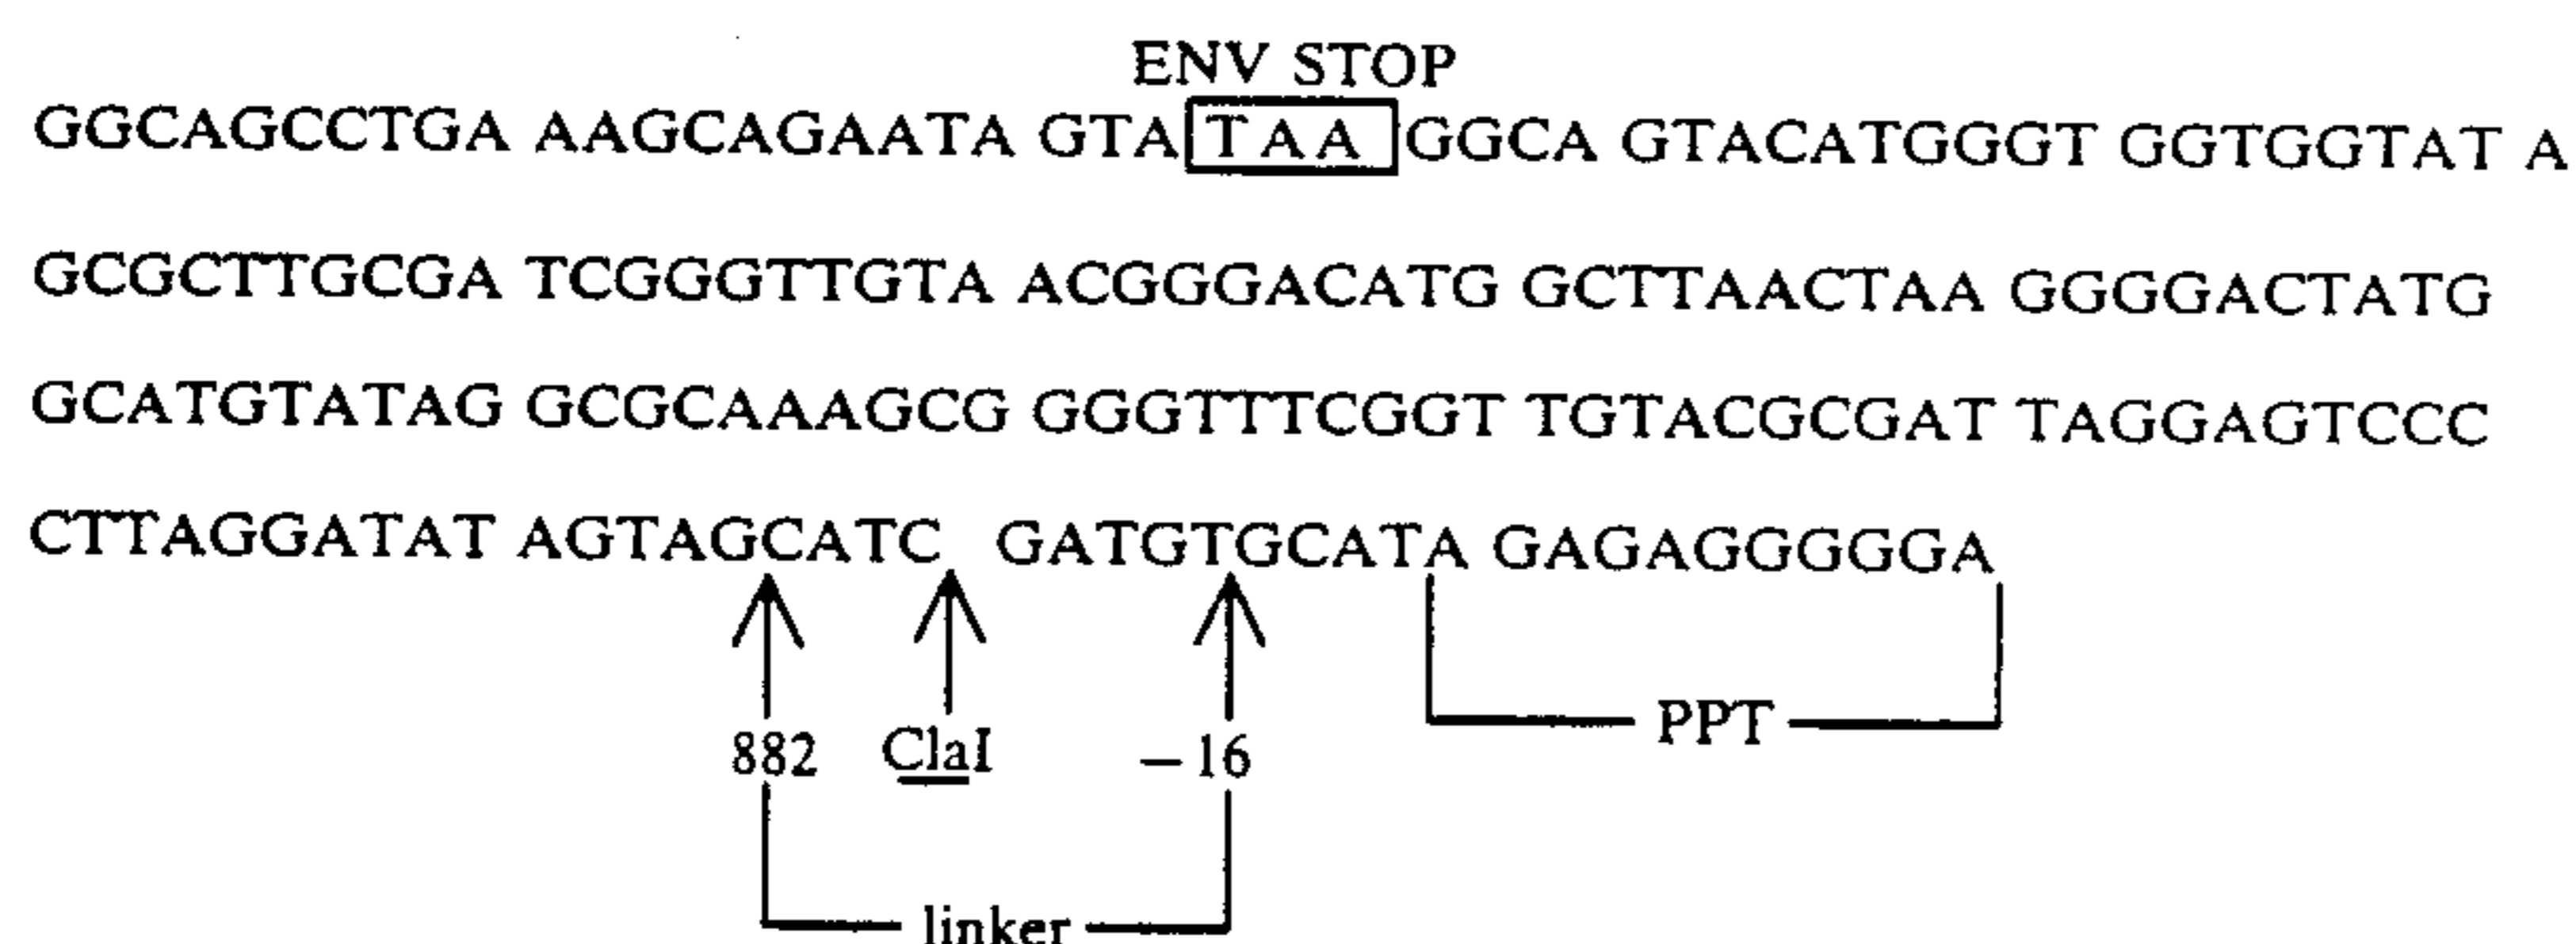 ENV STOP
GGCAGCCTGA AAGCAGAATA GTA TAA GGCA GTACATGGGT GGTGGTAT A
GCGCTTGCGA TCGGGTTGTA ACGGGACATG GCTTAACTAA GGGGACTATG
GCATGTATAG GCGCAAAGCG GGGTTTCGGT TGTACGCGAT TAGGAGTCCC
CTTAGGATAT AGTAGCATC GATGTGCATA GAGAGGGGGA
882 ClaI –16 PPT
linker